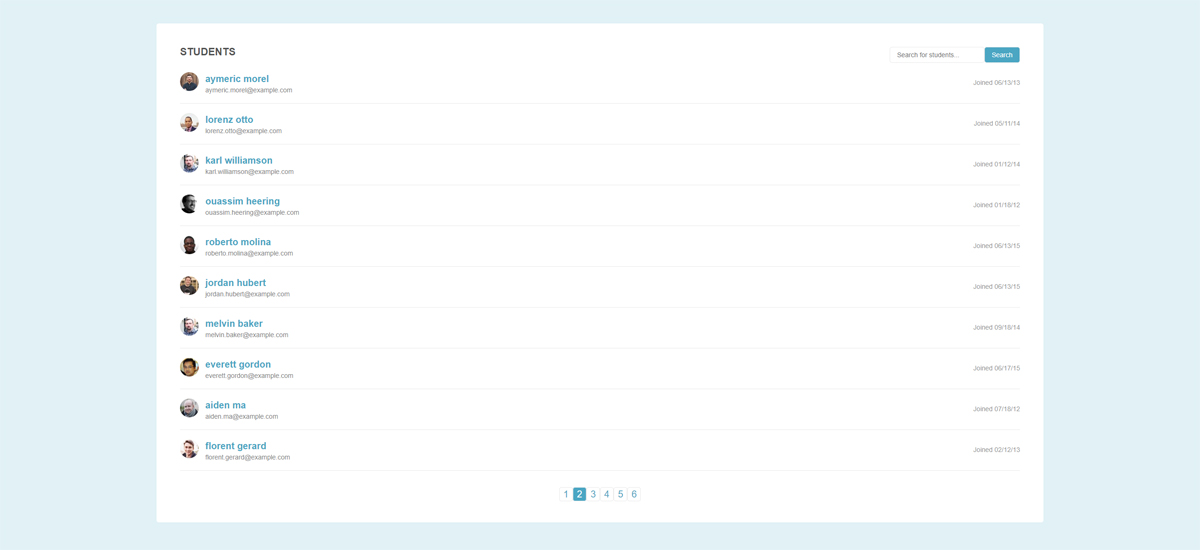 STUDENTS
Search for students...
Search
aymeric morel
aymeric.morel@example.com
Joined 06/13/13
lorenz otto
lorenz.otto@example.com
Joined 05/11/14
karl williamson
karl.williamson@example.com
Joined 01/12/14
ouassim heering
ouassim.heering@example.com
Joined 01/16/12
roberto molina
roberto.molina@example.com
Joined 06/13/15
jordan hubert
jordan.hubert@example.com
Joined 06/13/15
melvin baker
melvin.baker@example.com
Joined 09/18/14
everett gordon
everett.gordon@example.com
Joined 06/17/15
aiden ma
aiden.ma@example.com
Joined 07/18/12
florent gerard
florent.gerard@example.com
Joined 02/12/13
1 2 3 4 5 6